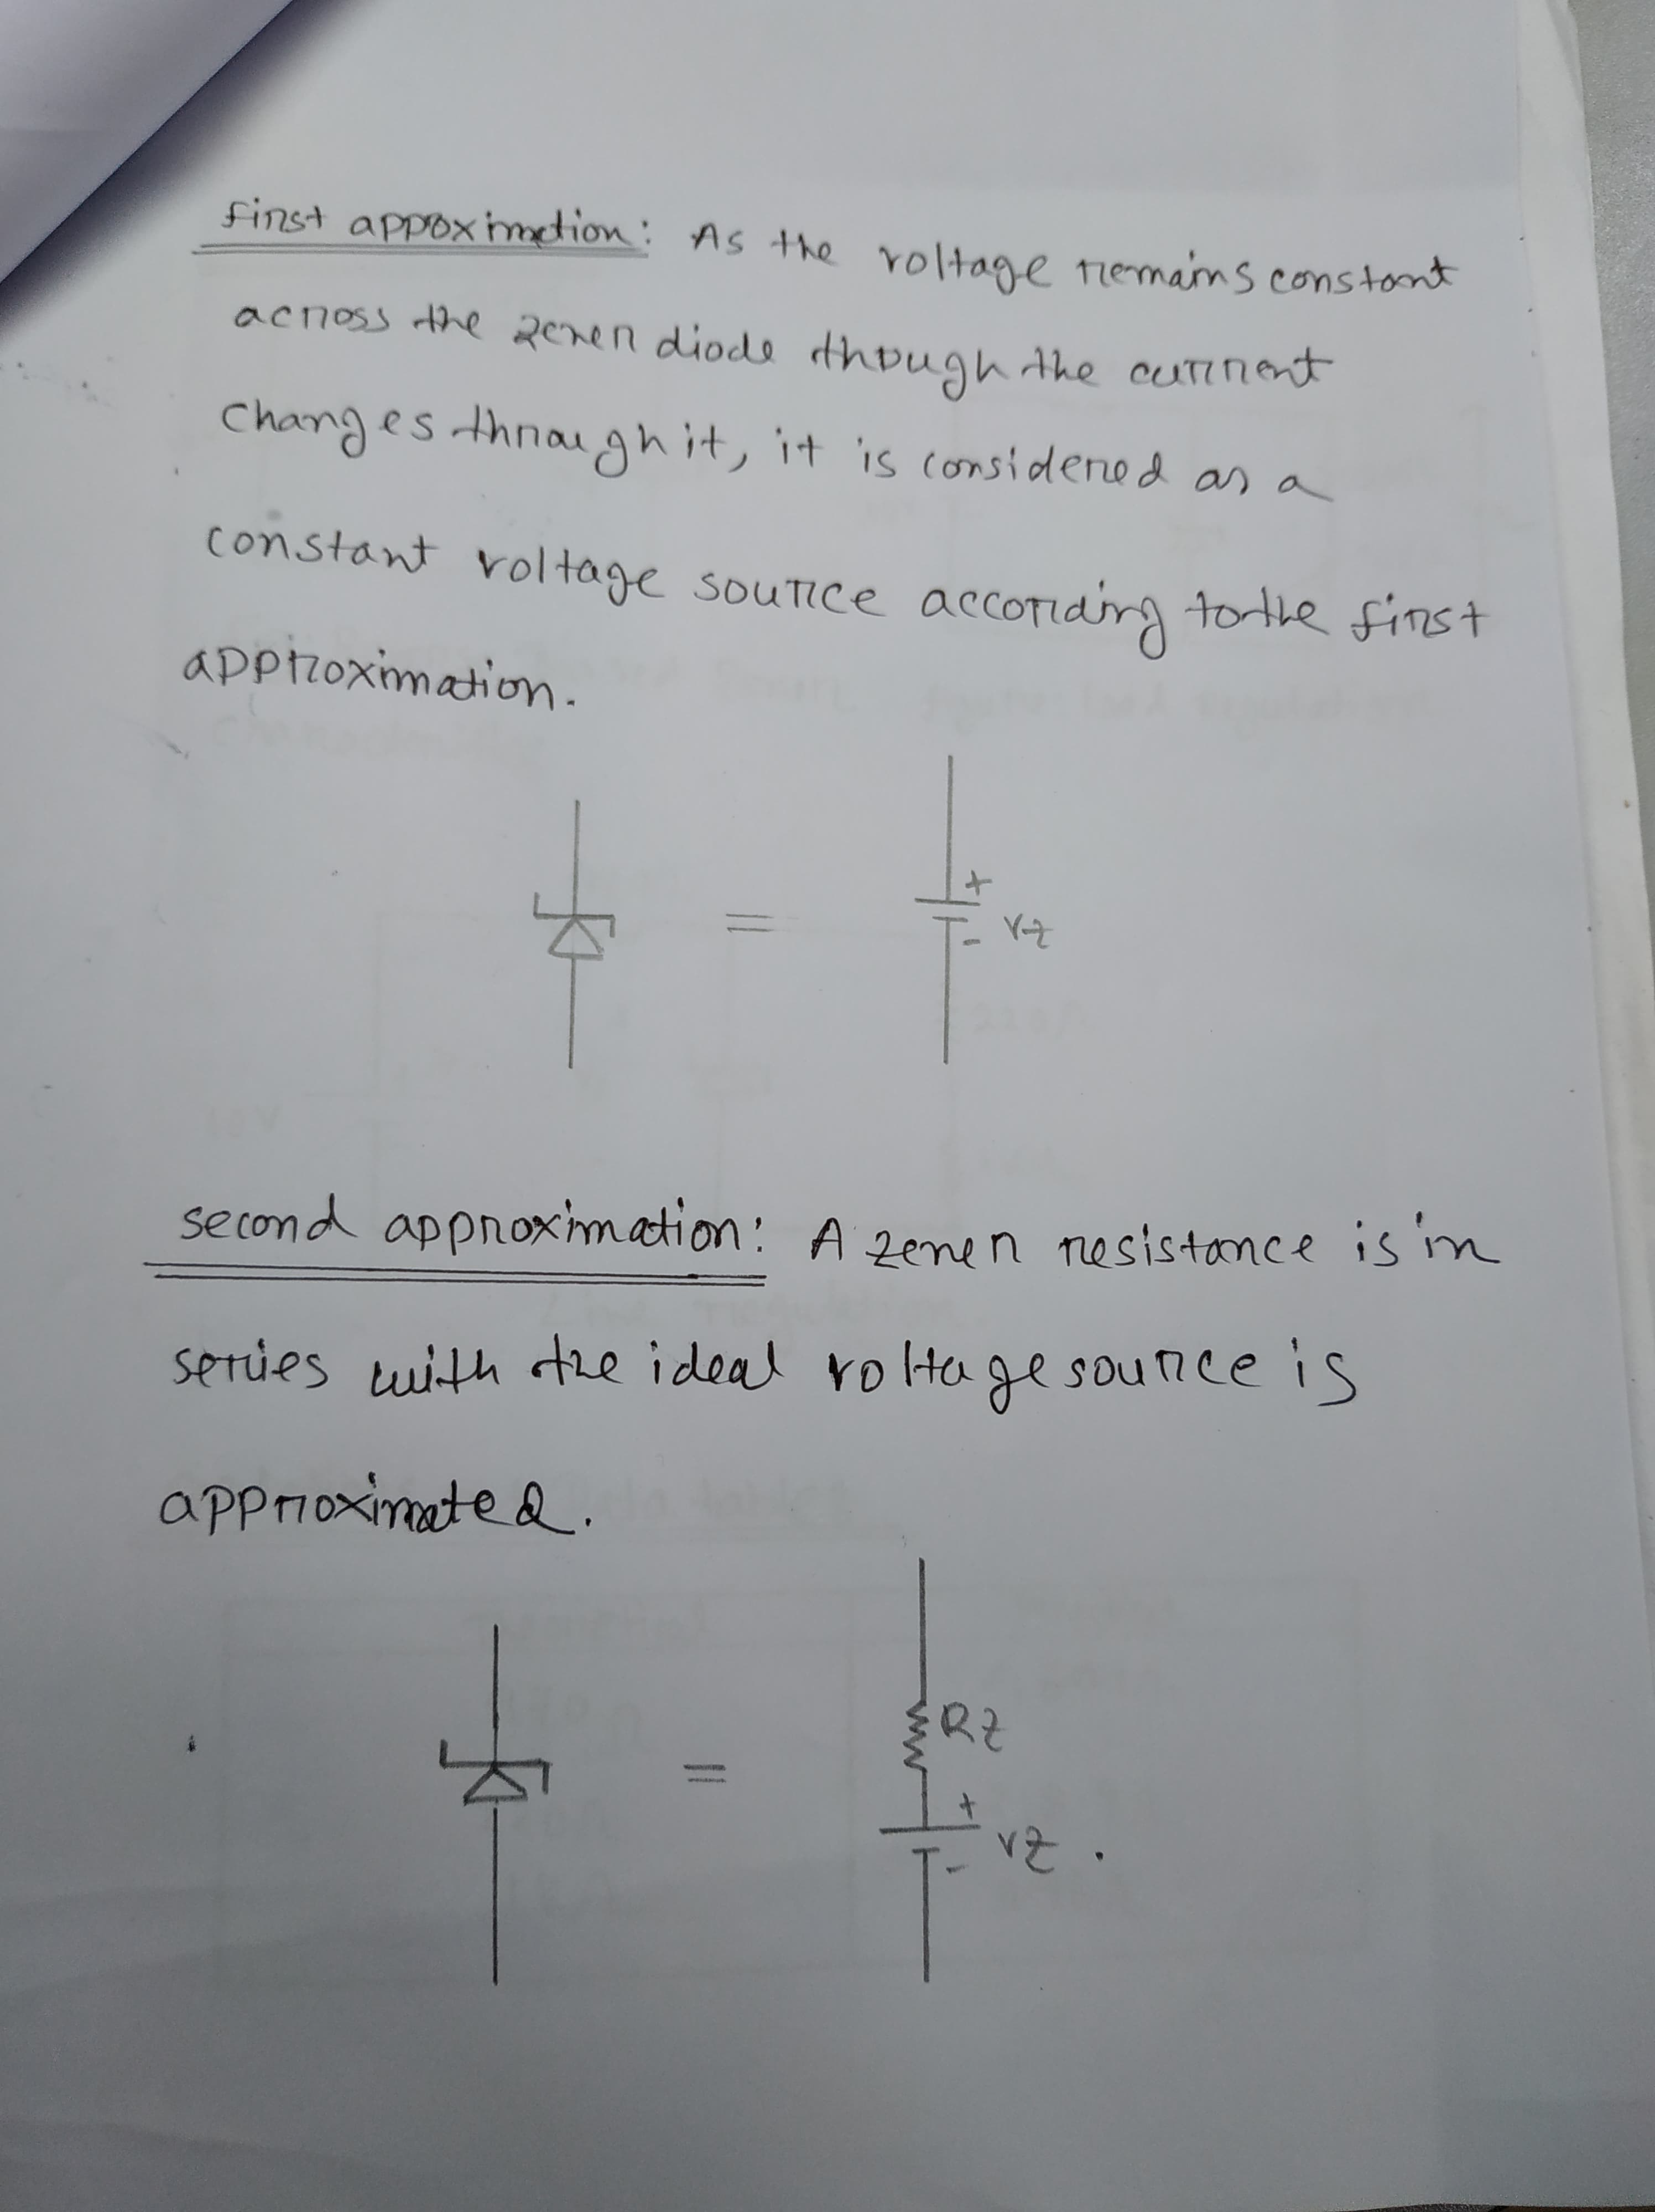 first appoximation: As the voltage remains constant
across the zener diode though the current
changes through it, it is considered as a
constant voltage source according to the first
approximation.
=
+
- VZ
second approximation: A zener resistance is in
series with the ideal voltage source is
approximated.
RZ
=
+
- VZ.